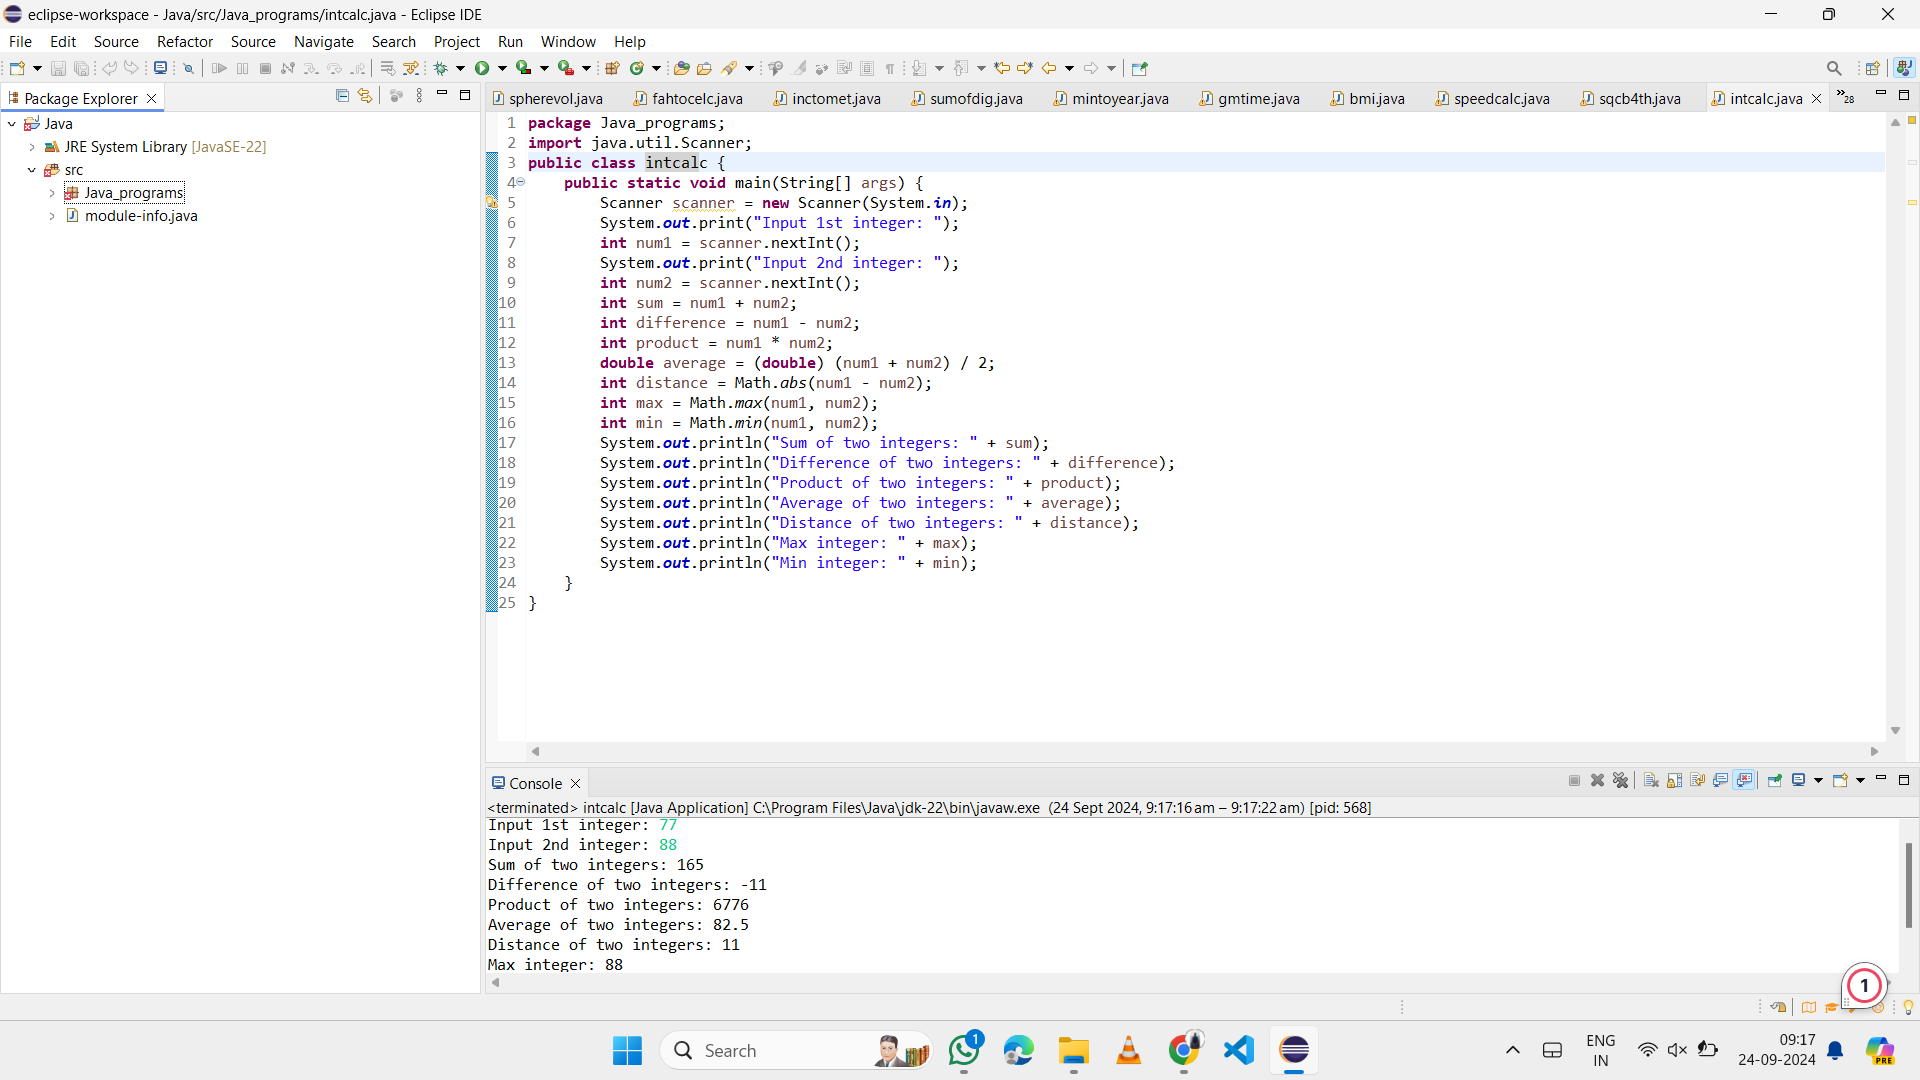 eclipse-workspace - Java/src/Java_programs/intcalc.java - Eclipse IDE
File Edit Source Refactor Source Navigate Search Project Run Window Help
Package Explorer
Java
JRE System Library [JavaSE-22]
src
Java_programs
module-info.java
spherevol.java fahtocelc.java inctomet.java sumofdig.java mintoyear.java gmtime.java bmi.java speedcalc.java sqcb4th.java intcalc.java »28
1 package Java_programs;
2 import java.util.Scanner;
3 public class intcalc {
4 public static void main(String[] args) {
5 Scanner scanner = new Scanner(System.in);
6 System.out.print("Input 1st integer: ");
7 int num1 = scanner.nextInt();
8 System.out.print("Input 2nd integer: ");
9 int num2 = scanner.nextInt();
10 int sum = num1 + num2;
11 int difference = num1 - num2;
12 int product = num1 * num2;
13 double average = (double) (num1 + num2) / 2;
14 int distance = Math.abs(num1 - num2);
15 int max = Math.max(num1, num2);
16 int min = Math.min(num1, num2);
17 System.out.println("Sum of two integers: " + sum);
18 System.out.println("Difference of two integers: " + difference);
19 System.out.println("Product of two integers: " + product);
20 System.out.println("Average of two integers: " + average);
21 System.out.println("Distance of two integers: " + distance);
22 System.out.println("Max integer: " + max);
23 System.out.println("Min integer: " + min);
24 }
25 }
Console
<terminated> intcalc [Java Application] C:\Program Files\Java\jdk-22\bin\javaw.exe (24 Sept 2024, 9:17:16 am – 9:17:22 am) [pid: 568]
Input 1st integer: 77
Input 2nd integer: 88
Sum of two integers: 165
Difference of two integers: -11
Product of two integers: 6776
Average of two integers: 82.5
Distance of two integers: 11
Max integer: 88
1
Search
1
ENG
IN
09:17
24-09-2024
PRE